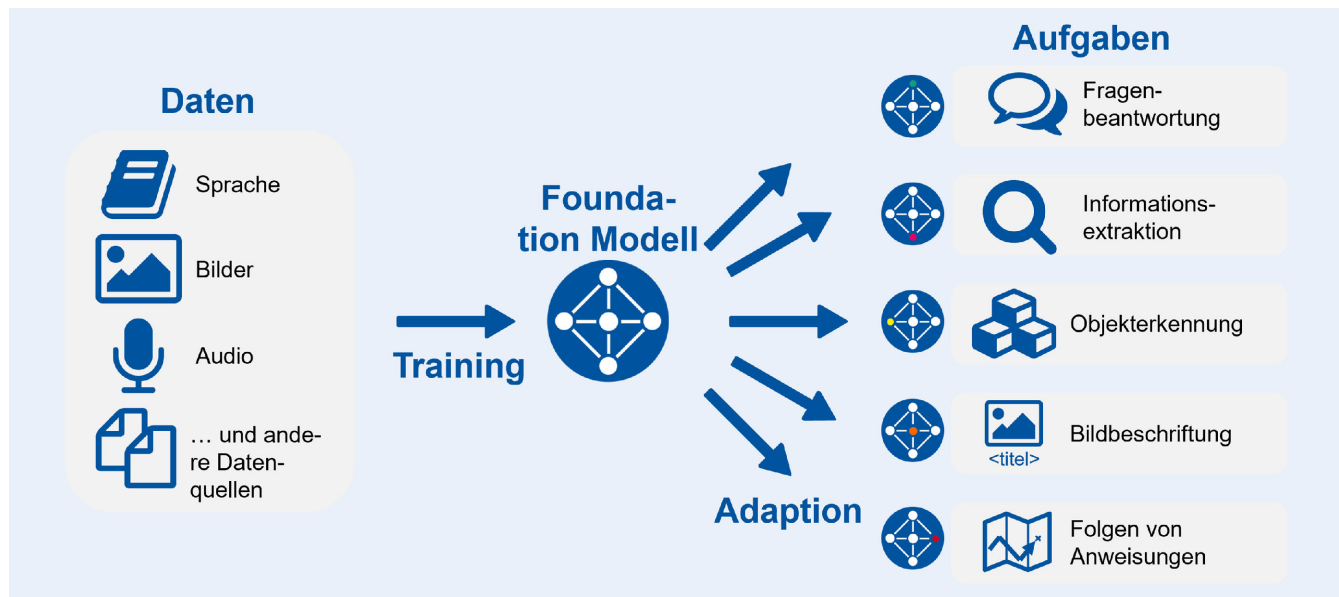 Daten
Sprache
Bilder
Audio
… und ande-
re Daten-
quellen
Training
Founda-
tion Modell
Adaption
Aufgaben
Fragen-
beantwortung
Informations-
extraktion
Objekterkennung
<titel>
Bildbeschriftung
Folgen von
Anweisungen